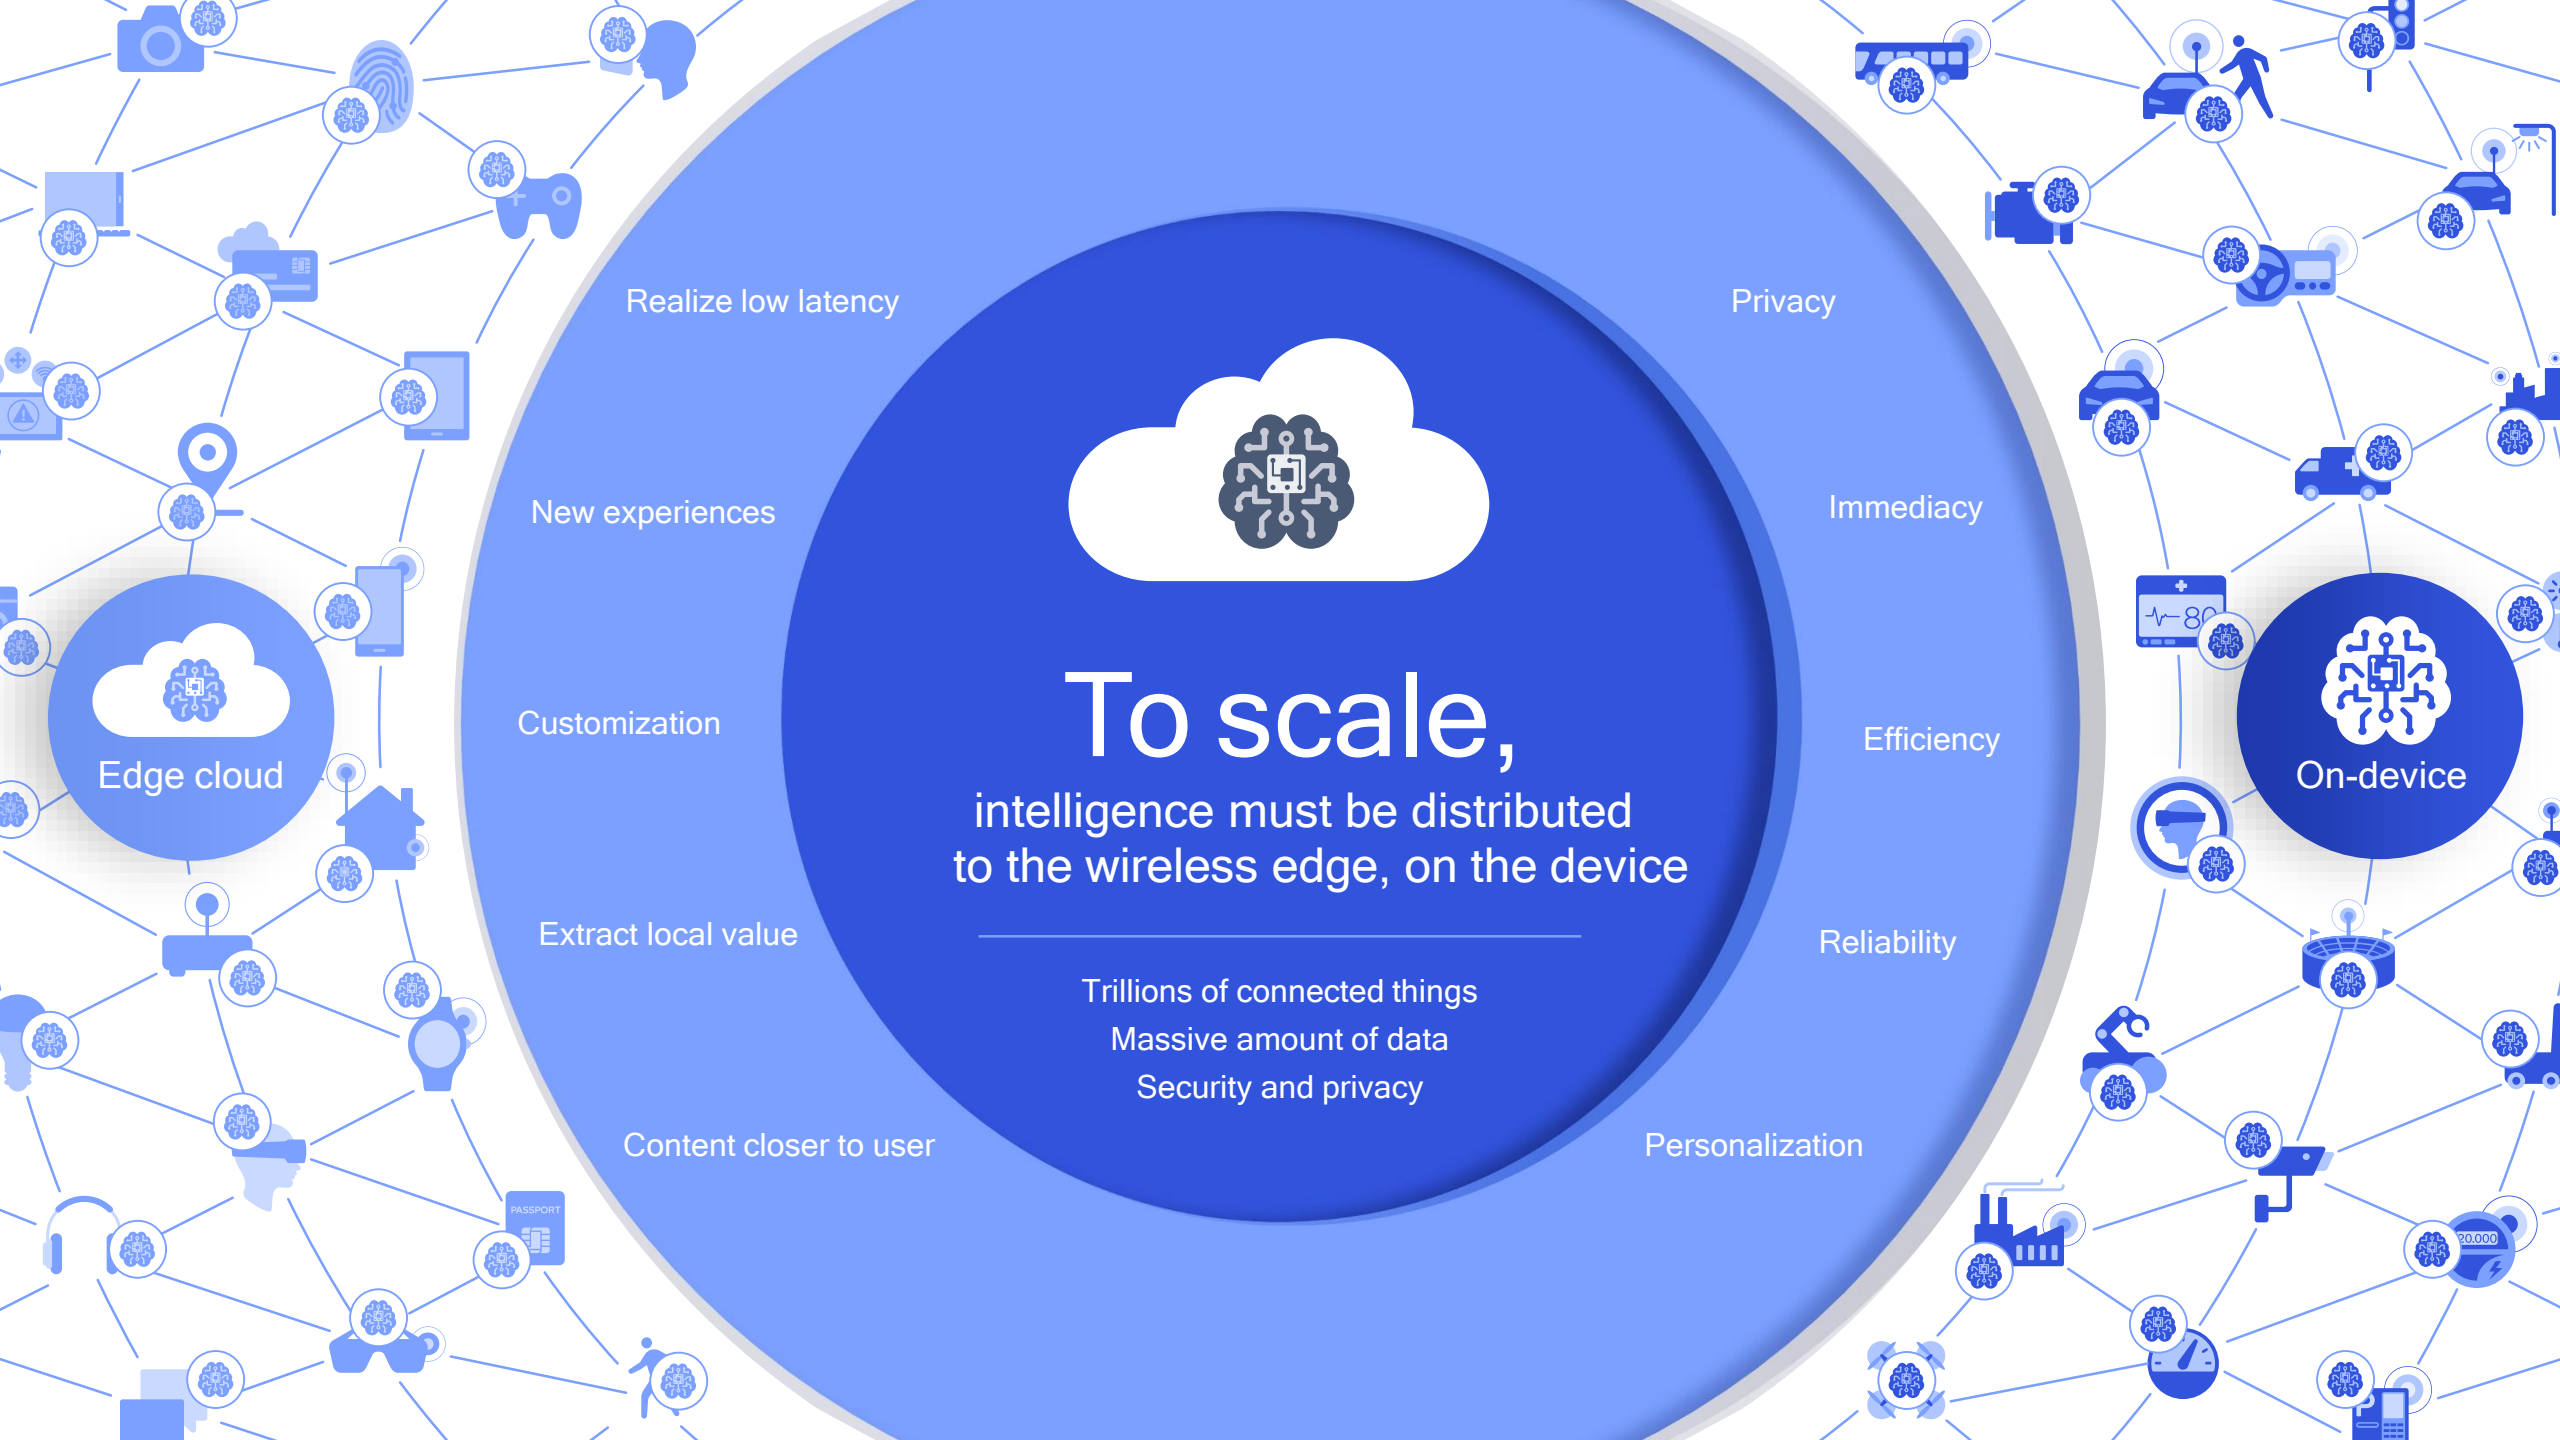 Realize low latency
New experiences
Customization
Extract local value
Content closer to user
Edge cloud
PASSPORT
To scale,
intelligence must be distributed
to the wireless edge, on the device
Trillions of connected things
Massive amount of data
Security and privacy
Privacy
Immediacy
Efficiency
Reliability
Personalization
On-device
80
20.000
P